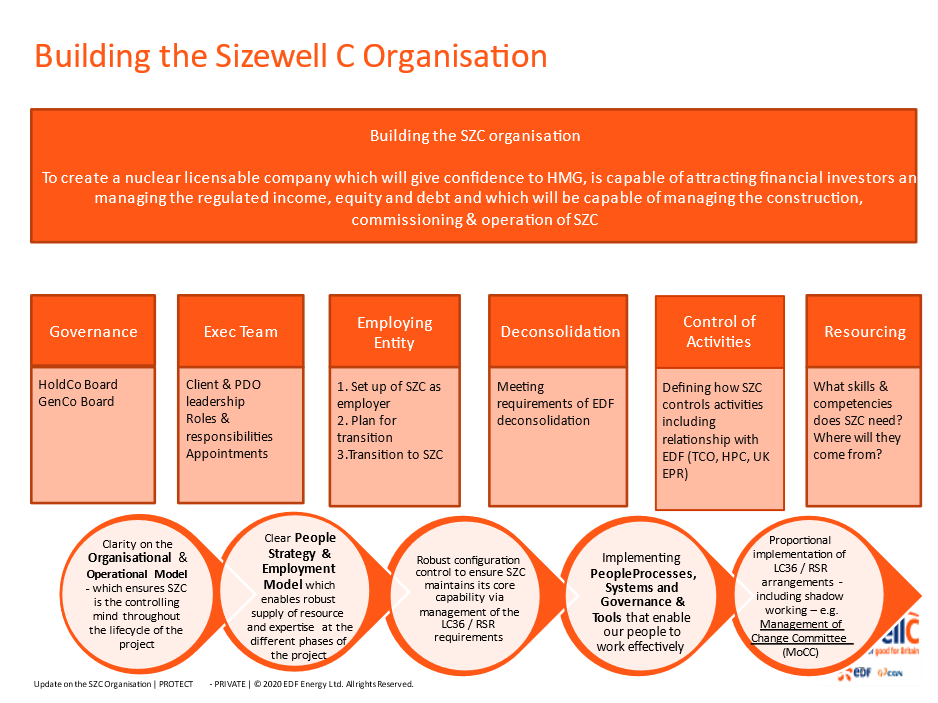 Building the Sizewell C Organisation
Building the SZC organisation
To create a nuclear licensable company which will give confidence to HMG, is capable of attracting financial investors an
managing the regulated income, equity and debt and which will be capable of managing the construction,
commissioning & operation of SZC
Governance
HoldCo Board
GenCo Board
Exec Team
Client & PDO
leadership
Roles &
responsibilities
Appointments
Employing
Entity
1. Set up of SZC as
employer
2. Plan for
transition
3.Transition to SZC
Deconsolidation
Meeting
requirements of EDF
deconsolidation
Control of
Activities
Defining how SZC
controls activities
including
relationship with
EDF (TCO, HPC, UK
EPR)
Resourcing
What skills &
competencies
does SZC need?
Where will they
come from?
Clarity on the
Organisational &
Operational Model
- which ensures SZC
is the controlling
mind throughout
the lifecycle of the
project
Clear People
Strategy &
Employment
Model which
enables robust
supply of resource
and expertise at the
different phases of
the project
Robust configuration
control to ensure SZC
maintains its core
capability via
management of the
LC36 / RSR
requirements
Implementing
PeopleProcesses,
Systems and
Governance &
Tools that enable
our people to
work effectively
Proportional
implementation of
LC36 / RSR
arrangements -
including shadow
working – e.g.
Management of
Change Committee
(MoCC)
good for Britain
EDF CGN
Update on the SZC Organisation | PROTECT - PRIVATE | © 2020 EDF Energy Ltd. All rights Reserved.